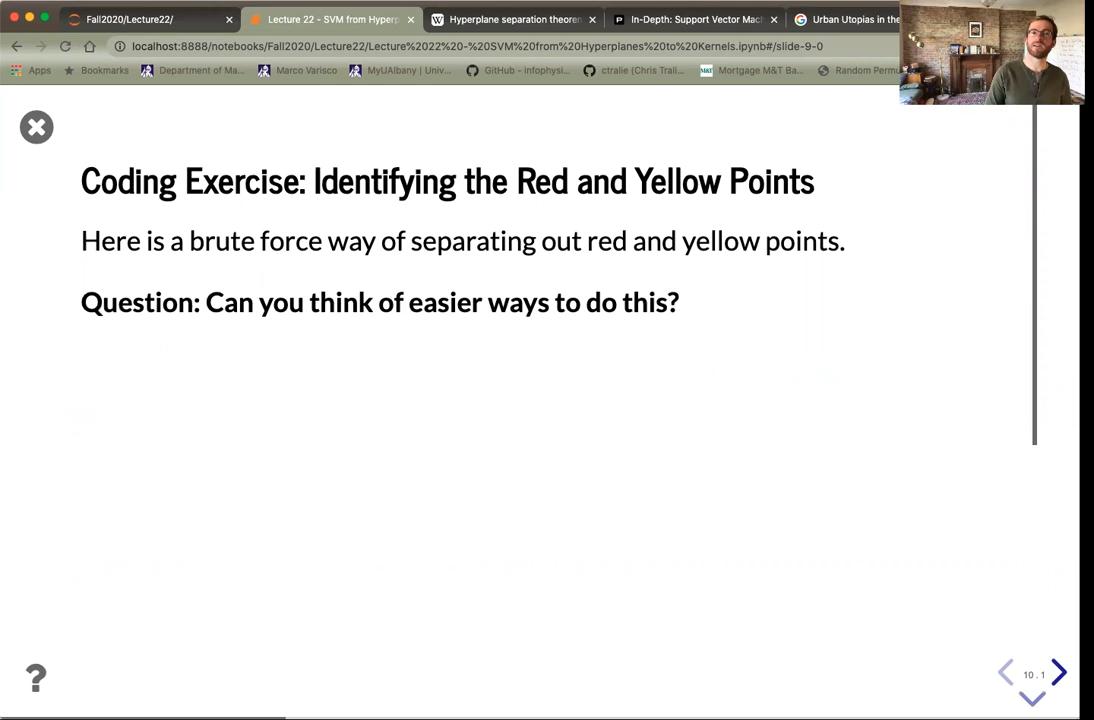 Fall2020/Lecture22/
Lecture 22 - SVM from Hyperp
Hyperplane separation theorem
In-Depth: Support Vector Mach
Urban Utopias in the
localhost:8888/notebooks/Fall2020/Lecture22/Lecture%2022%20-%20SVM%20from%20Hyperplanes%20to%20Kernels.ipynb#/slide-9-0
Apps
Bookmarks
Department of Ma...
Marco Varisco
MyUAlbany | Univ...
GitHub - infophysi...
ctralie (Chris Trali...
M&T
Mortgage M&T Ba...
Random Permu
Coding Exercise: Identifying the Red and Yellow Points
Here is a brute force way of separating out red and yellow points.
Question: Can you think of easier ways to do this?
?
10 . 1